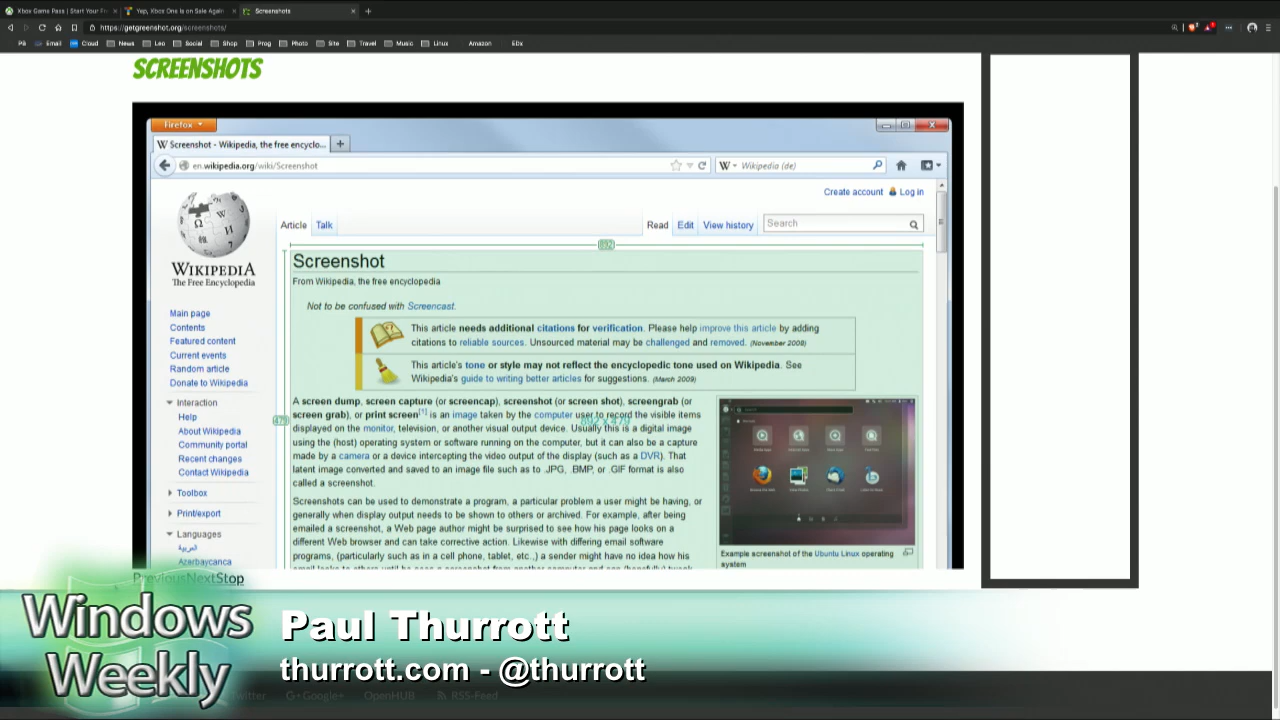 Xbox Game Pass | Start Your Fr
Yep, Xbox One Is on Sale Again
Screenshots
https://getgreenshot.org/screenshots/
PB Email Cloud News Leo Social Shop Prog Photo Site Travel Music Linux Amazon EDx
SCREENSHOTS
Firefox
Screenshot - Wikipedia, the free encyclo...
en.wikipedia.org/wiki/Screenshot
Wikipedia (de)
Create account Log in
Article Talk
Read Edit View history Search
WIKIPEDIA
The Free Encyclopedia
Main page
Contents
Featured content
Current events
Random article
Donate to Wikipedia
Interaction
Help
About Wikipedia
Community portal
Recent changes
Contact Wikipedia
Toolbox
Print/export
Languages
العربية
Azərbaycanca
892
479
892 x 479
Screenshot
From Wikipedia, the free encyclopedia
Not to be confused with Screencast.
This article needs additional citations for verification. Please help improve this article by adding
citations to reliable sources. Unsourced material may be challenged and removed. (November 2008)
This article's tone or style may not reflect the encyclopedic tone used on Wikipedia. See
Wikipedia's guide to writing better articles for suggestions. (March 2009)
A screen dump, screen capture (or screencap), screenshot (or screen shot), screengrab (or
screen grab), or print screen[1] is an image taken by the computer user to record the visible items
displayed on the monitor, television, or another visual output device. Usually this is a digital image
using the (host) operating system or software running on the computer, but it can also be a capture
made by a camera or a device intercepting the video output of the display (such as a DVR). That
latent image converted and saved to an image file such as to .JPG, .BMP, or .GIF format is also
called a screenshot.
Screenshots can be used to demonstrate a program, a particular problem a user might be having, or
generally when display output needs to be shown to others or archived. For example, after being
emailed a screenshot, a Web page author might be surprised to see how his page looks on a
different Web browser and can take corrective action. Likewise with differing email software
programs, (particularly such as in a cell phone, tablet, etc.,) a sender might have no idea how his
Example screenshot of the Ubuntu Linux operating
system
PreviousNextStop
Windows
Weekly
Paul Thurrott
thurrott.com - @thurrott
Google+ OpenHUB RSS-Feed